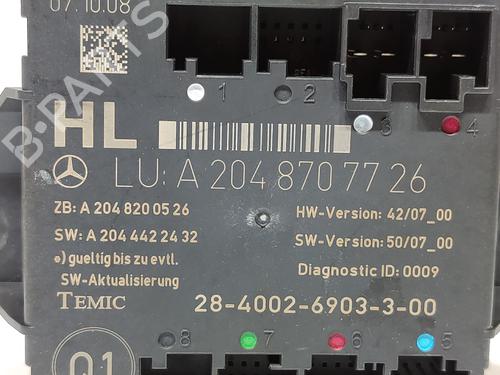 07.10.08
1 2 3 4
HL
LU: A 204 870 77 26
ZB: A 204 820 05 26
HW-Version: 42/07_00
SW: A 204 442 24 32
SW-Version: 50/07_00
*) gueltig bis zu evtl.
Diagnostic ID: 0009
SW-Aktualisierung
TEMIC
28-4002-6903-3-00
8 7 6 5
01
B-PARTS